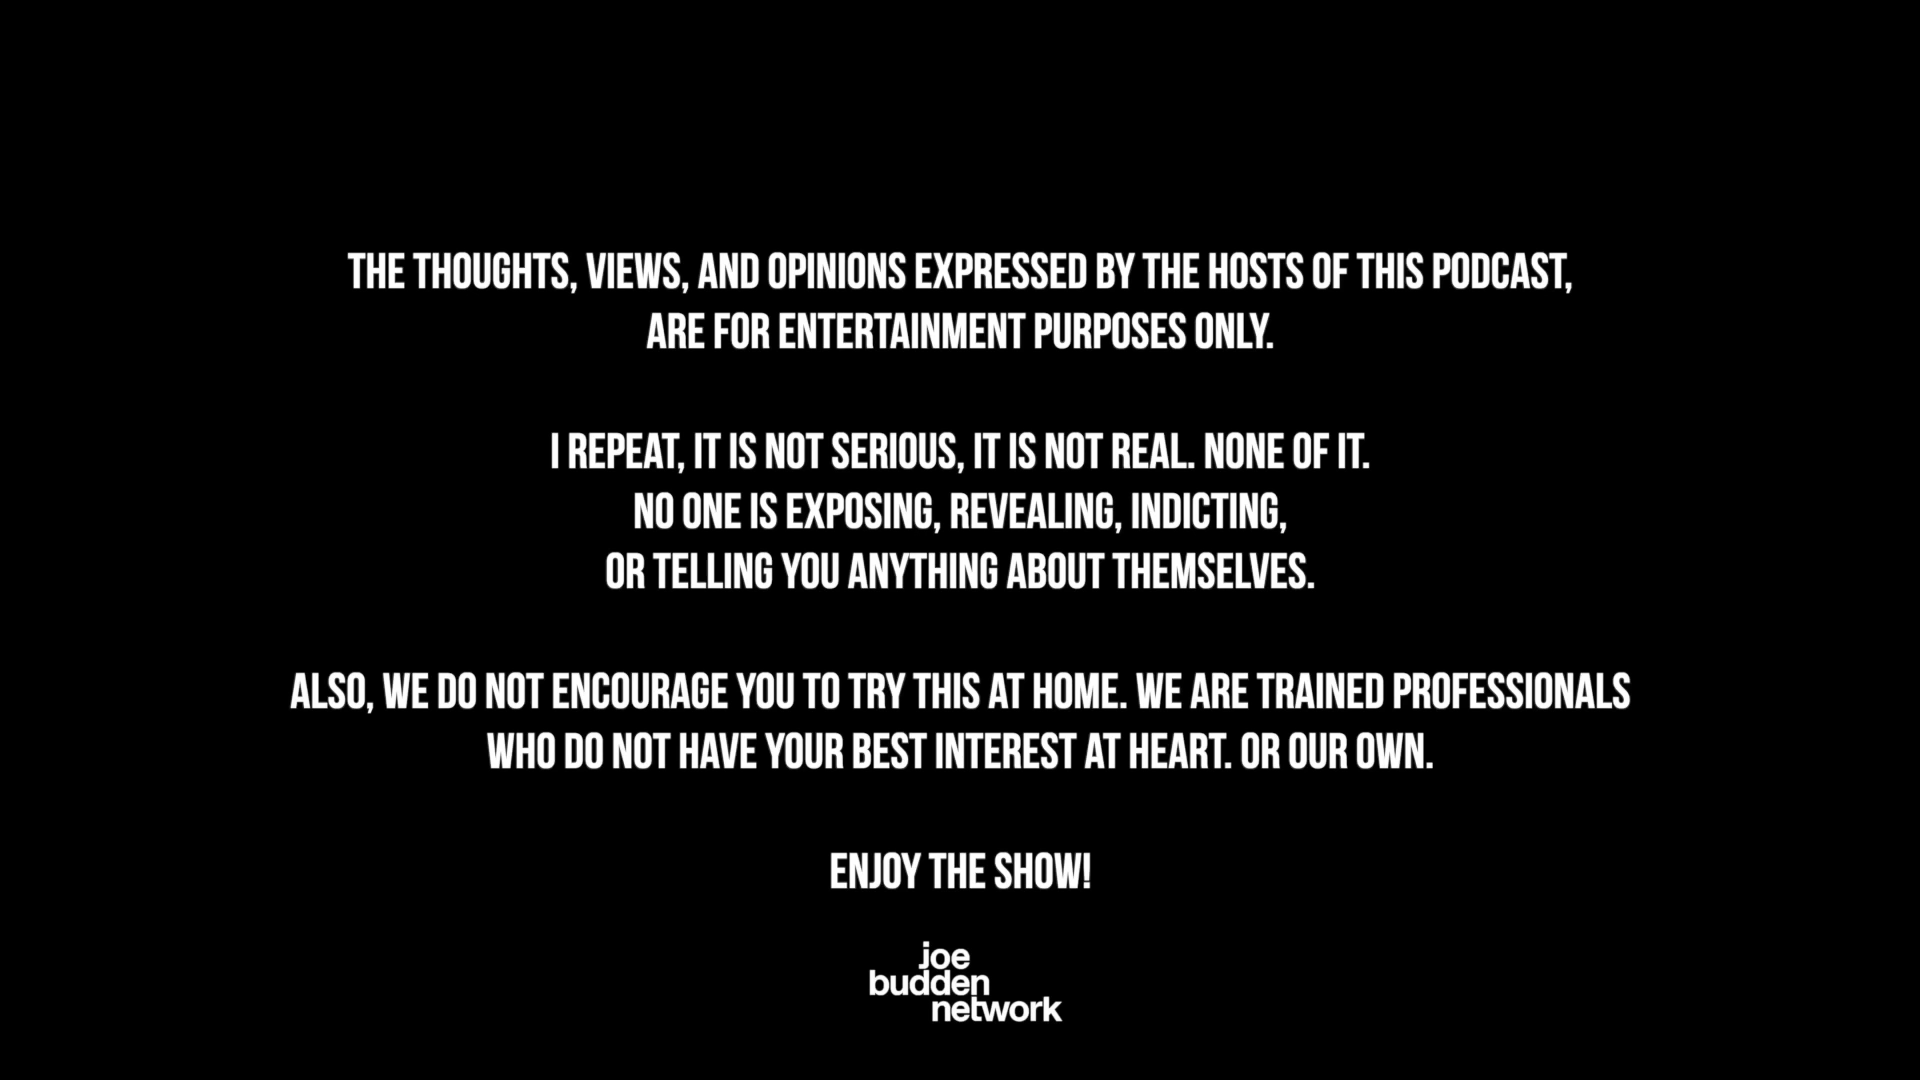 THE THOUGHTS, VIEWS, AND OPINIONS EXPRESSED BY THE HOSTS OF THIS PODCAST,
ARE FOR ENTERTAINMENT PURPOSES ONLY.
I REPEAT, IT IS NOT SERIOUS, IT IS NOT REAL. NONE OF IT.
NO ONE IS EXPOSING, REVEALING, INDICTING,
OR TELLING YOU ANYTHING ABOUT THEMSELVES.
ALSO, WE DO NOT ENCOURAGE YOU TO TRY THIS AT HOME. WE ARE TRAINED PROFESSIONALS
WHO DO NOT HAVE YOUR BEST INTEREST AT HEART. OR OUR OWN.
ENJOY THE SHOW!
joe
budden
network